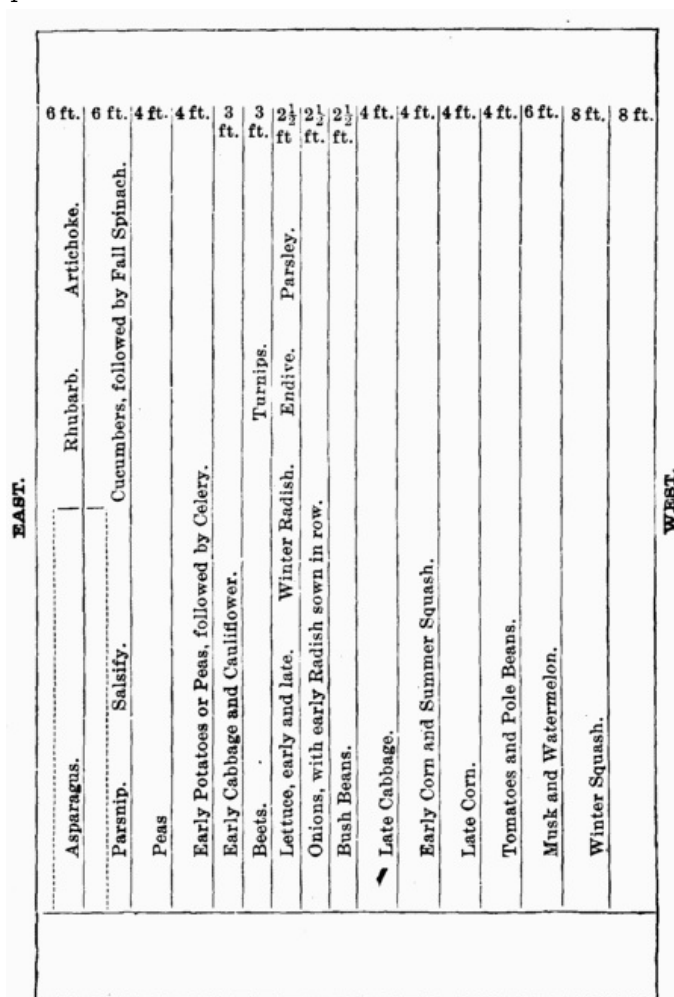 6 ft. 6 ft. 4 ft. 4 ft. 3 ft. 3 ft. 2½ ft 2½ ft. 2½ ft. 4 ft. 4 ft. 4 ft. 4 ft. 6 ft. 8 ft. 8 ft.
EAST.
Asparagus. Rhubarb. Artichoke.
Parsnip. Salsify. Cucumbers, followed by Fall Spinach.
Peas
Early Potatoes or Peas, followed by Celery.
Early Cabbage and Cauliflower.
Beets. Turnips.
Lettuce, early and late. Winter Radish. Endive. Parsley.
Onions, with early Radish sown in row.
Bush Beans.
Late Cabbage.
Early Corn and Summer Squash.
Late Corn.
Tomatoes and Pole Beans.
Musk and Watermelon.
Winter Squash.
WEST.